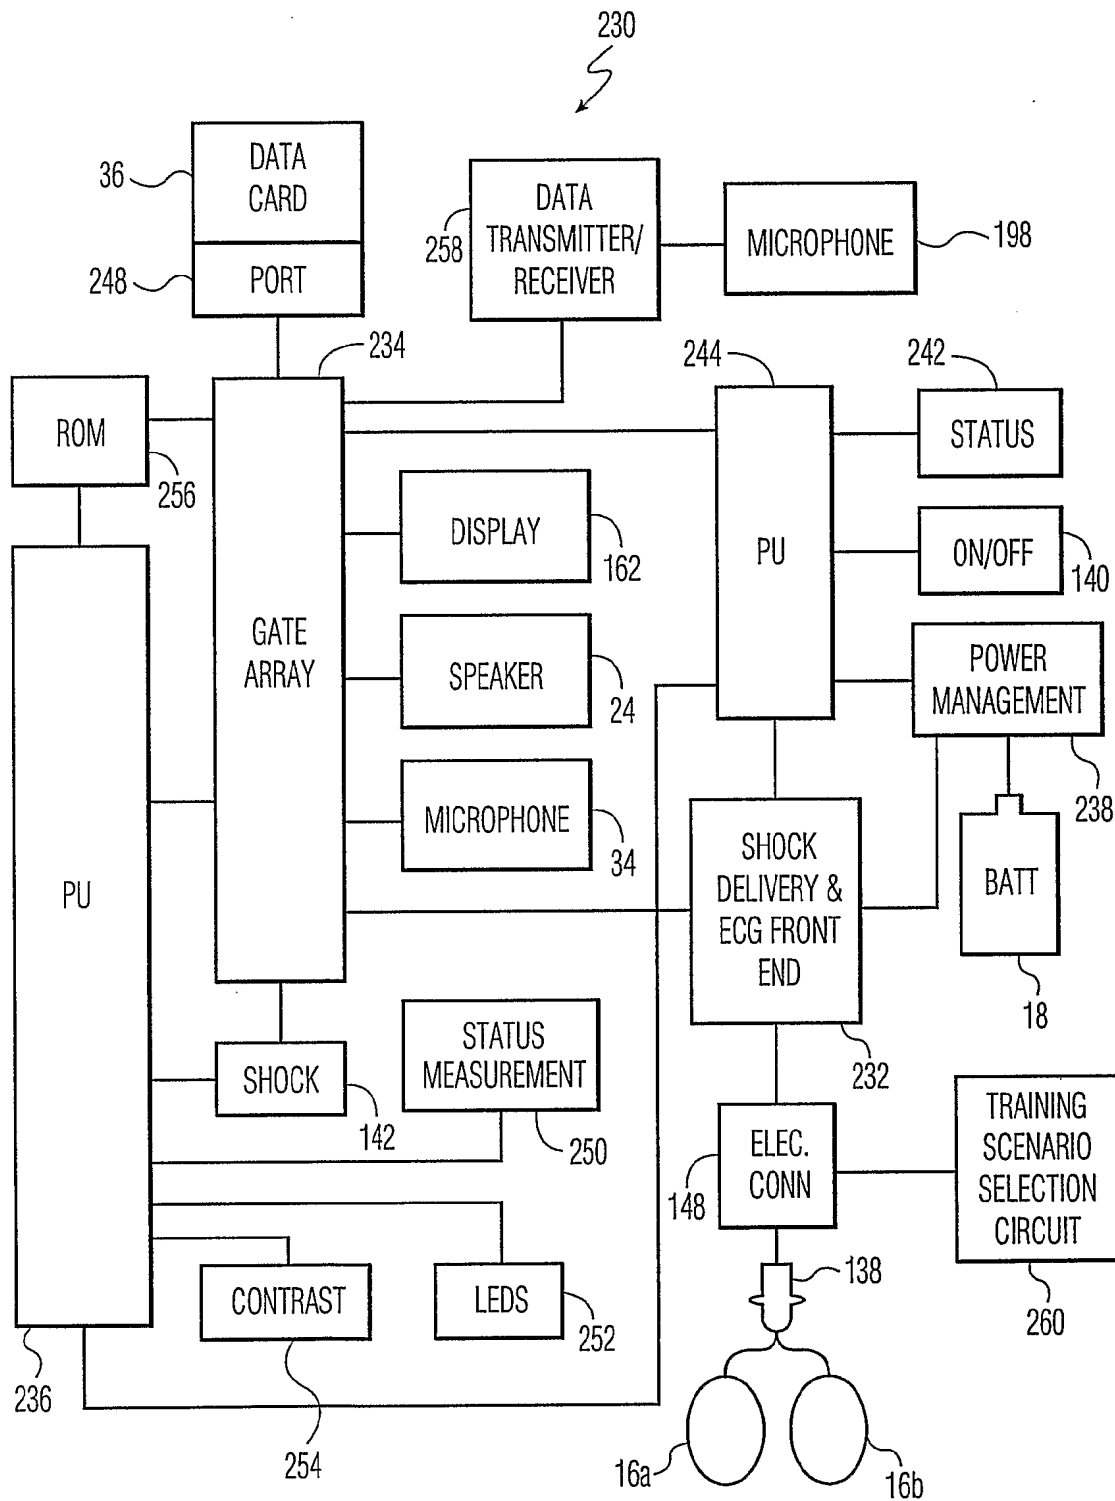 230
DATA
CARD
36
PORT
248
DATA
TRANSMITTER/
RECEIVER
258
MICROPHONE
198
234
244
242
ROM
256
STATUS
DISPLAY
162
PU
ON/OFF
140
GATE
ARRAY
SPEAKER
24
POWER
MANAGEMENT
238
MICROPHONE
34
PU
SHOCK
DELIVERY &
ECG FRONT
END
232
BATT
18
SHOCK
142
STATUS
MEASUREMENT
250
ELEC.
CONN
148
TRAINING
SCENARIO
SELECTION
CIRCUIT
260
138
CONTRAST
254
LEDS
252
236
16a
16b